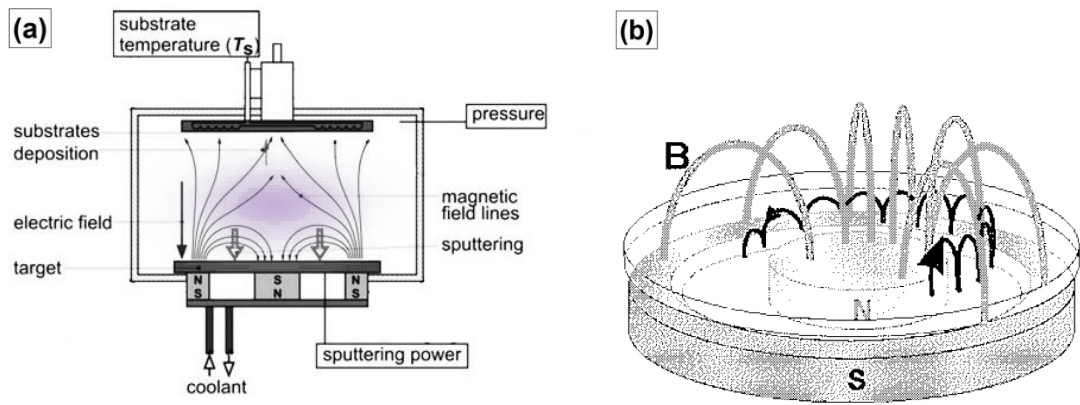 (a)
substrate
temperature (Ts)
pressure
substrates
deposition
electric field
magnetic
field lines
sputtering
target
N S N
S N S
sputtering power
coolant
(b)
B
N
S